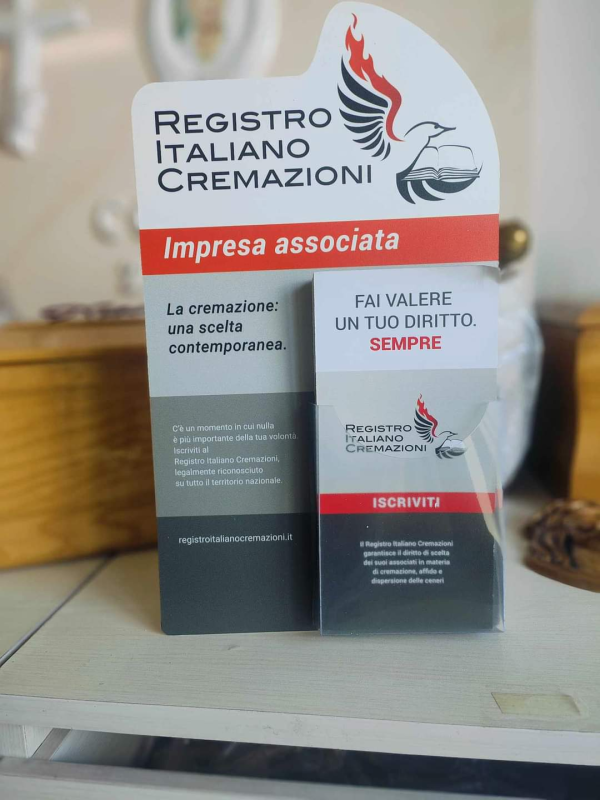 REGISTRO
ITALIANO
CREMAZIONI
Impresa associata
La cremazione:
una scelta
contemporanea.
C'è un momento in cui nulla
è più importante della tua volontà.
Iscriviti al
Registro Italiano Cremazioni,
legalmente riconosciuto
su tutto il territorio nazionale.
registroitalianocremazioni.it
FAI VALERE
UN TUO DIRITTO.
SEMPRE
REGISTRO
ITALIANO
CREMAZIONI
ISCRIVITI
Il Registro Italiano Cremazioni
garantisce il diritto di scelta
dei suoi associati in materia
di cremazione, affido e
dispersione delle ceneri